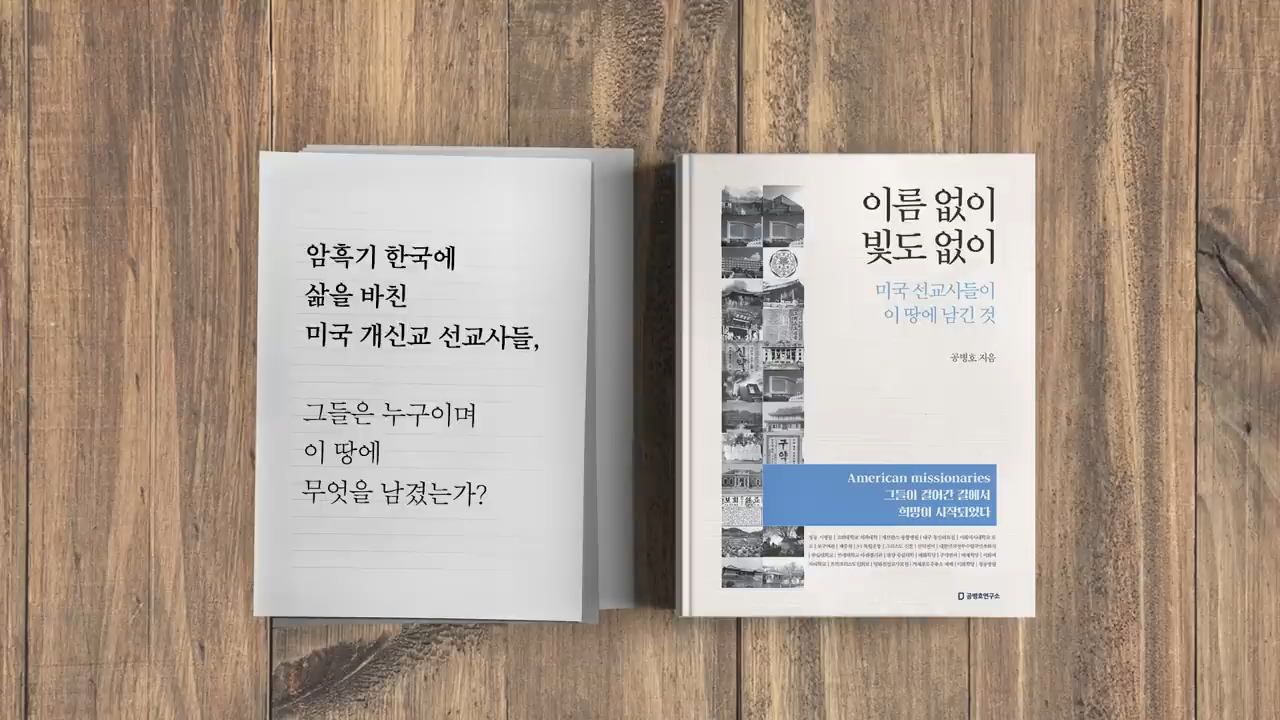 암흑기 한국에
삶을 바친
미국 개신교 선교사들,
그들은 누구이며
이 땅에
무엇을 남겼는가?
이름 없이
빛도 없이
미국 선교사들이
이 땅에 남긴 것
공병호 지음
구약
American missionaries
그들이 걸어간 길에서
희망이 시작되었다
공병호연구소